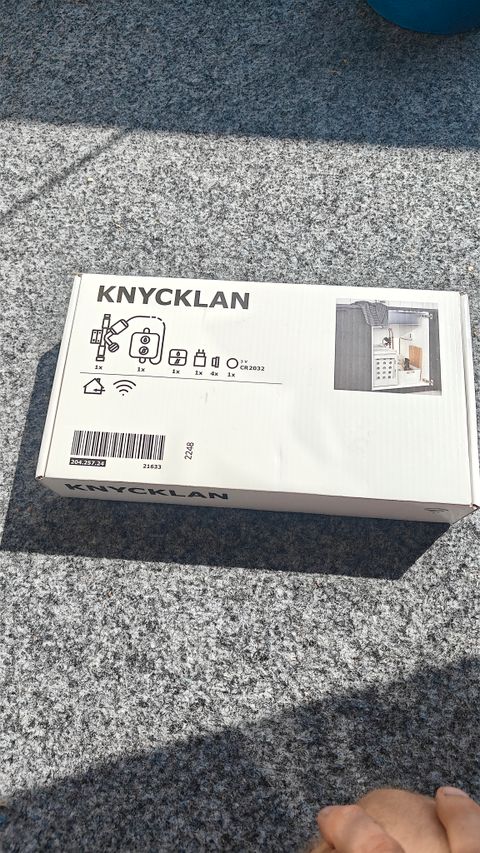 KNYCKLAN
1x 1x 1x 1x 4x 1x
3 V
CR2032
204.257.24
21633
2248
KNYCKLAN